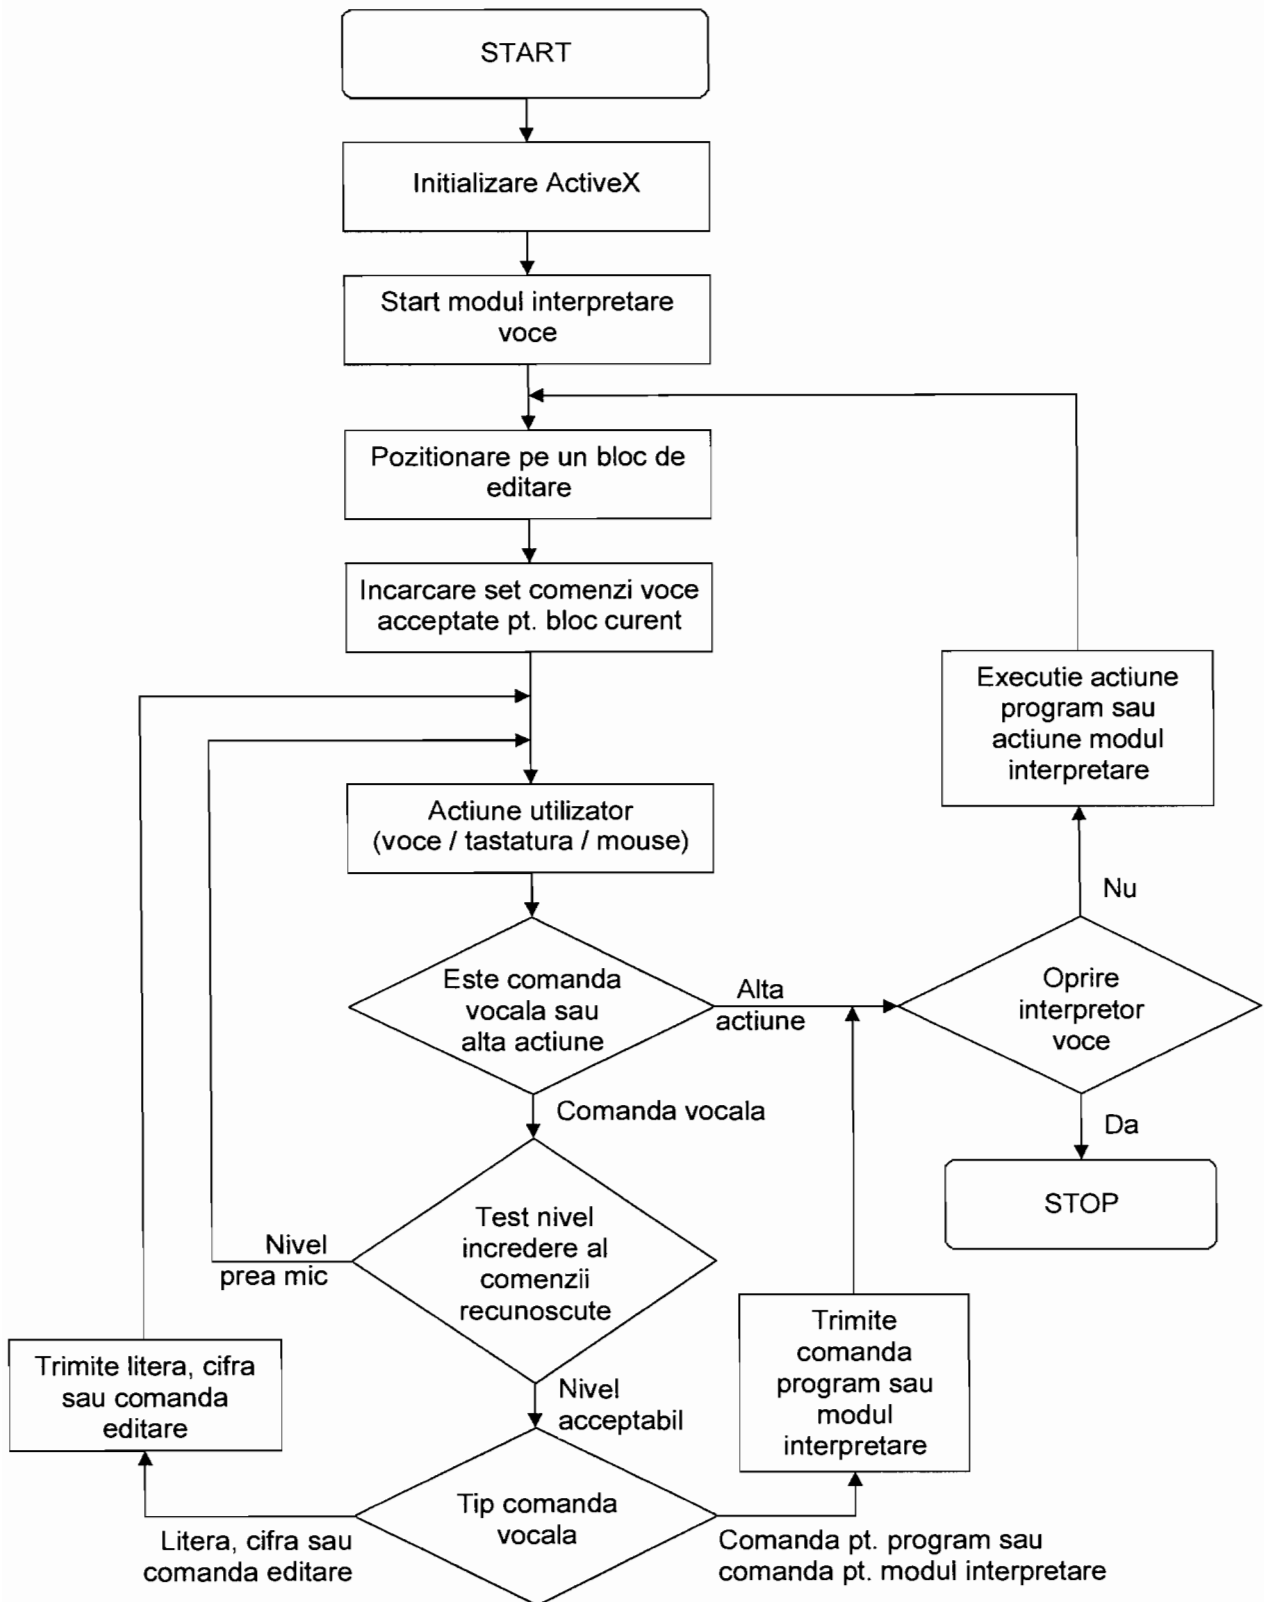 START
Initializare ActiveX
Start modul interpretare
voce
Pozitionare pe un bloc de
editare
Incarcare set comenzi voce
acceptate pt. bloc curent
Executie actiune
program sau
actiune modul
interpretare
Actiune utilizator
(voce / tastatura / mouse)
Nu
Este comanda
vocala sau
alta actiune
Alta
actiune
Oprire
interpretor
voce
Comanda vocala
Da
STOP
Test nivel
incredere al
comenzii
recunoscute
Nivel
prea mic
Trimite
comanda
program sau
modul
interpretare
Trimite litera, cifra
sau comanda
editare
Nivel
acceptabil
Tip comanda
vocala
Litera, cifra sau
comanda editare
Comanda pt. program sau
comanda pt. modul interpretare